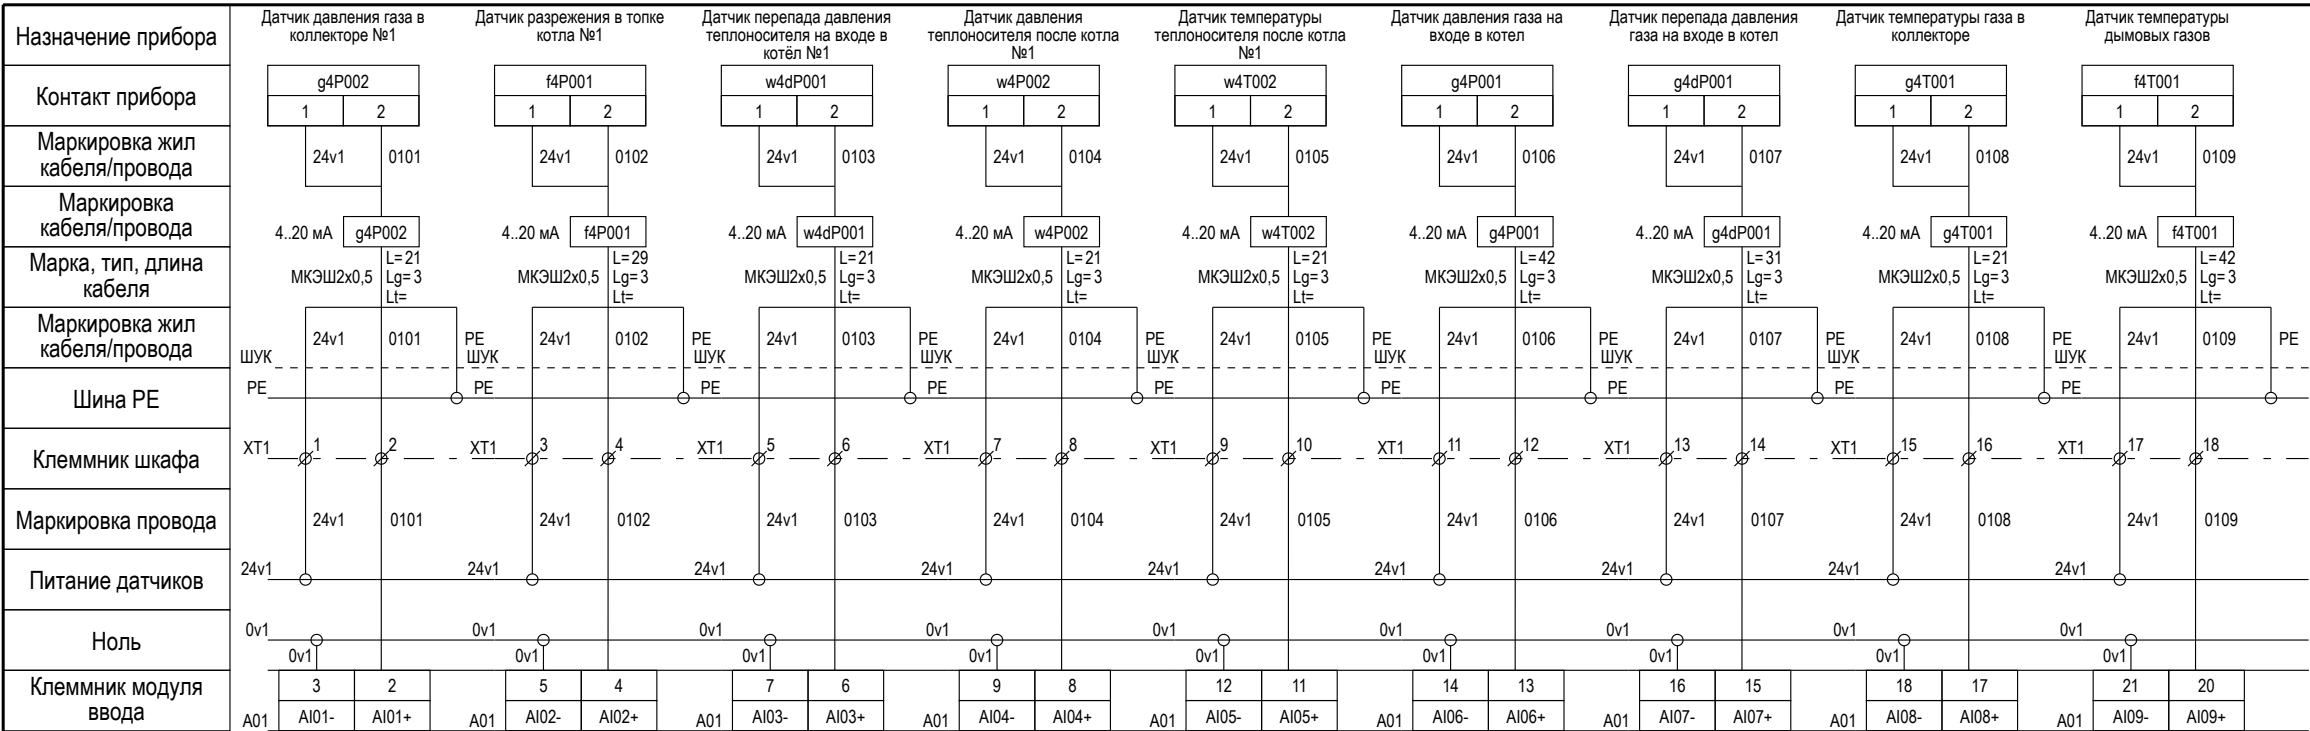 Назначение прибора
Датчик давления газа в
коллекторе №1
Датчик разрежения в топке
котла №1
Датчик перепада давления
теплоносителя на входе в
котёл №1
Датчик давления
теплоносителя после котла
№1
Датчик температуры
теплоносителя после котла
№1
Датчик давления газа на
входе в котел
Датчик перепада давления
газа на входе в котел
Датчик температуры газа в
коллекторе
Датчик температуры
дымовых газов
Контакт прибора
g4P002 f4P001 w4dP001 w4P002 w4T002 g4P001 g4dP001 g4T001 f4T001
1 2 1 2 1 2 1 2 1 2 1 2 1 2 1 2 1 2
Маркировка жил
кабеля/провода
24v1 0101 24v1 0102 24v1 0103 24v1 0104 24v1 0105 24v1 0106 24v1 0107 24v1 0108 24v1 0109
Маркировка
кабеля/провода
4..20 мА g4P002 4..20 мА f4P001 4..20 мА w4dP001 4..20 мА w4P002 4..20 мА w4T002 4..20 мА g4P001 4..20 мА g4dP001 4..20 мА g4T001 4..20 мА f4T001
Марка, тип, длина
кабеля
L=21 L=29 L=21 L=21 L=21 L=42 L=31 L=21 L=42
МКЭШ2х0,5 Lg=3 МКЭШ2х0,5 Lg=3 МКЭШ2х0,5 Lg=3 МКЭШ2х0,5 Lg=3 МКЭШ2х0,5 Lg=3 МКЭШ2х0,5 Lg=3 МКЭШ2х0,5 Lg=3 МКЭШ2х0,5 Lg=3 МКЭШ2х0,5 Lg=3
Lt= Lt= Lt= Lt= Lt= Lt= Lt= Lt= Lt=
Маркировка жил
кабеля/провода
24v1 0101 PE 24v1 0102 PE 24v1 0103 PE 24v1 0104 PE 24v1 0105 PE 24v1 0106 PE 24v1 0107 PE 24v1 0108 PE 24v1 0109 PE
ШУК ШУК ШУК ШУК ШУК ШУК ШУК ШУК ШУК
Шина PE
PE PE PE PE PE PE PE PE PE
Клеммник шкафа
XT1 1 2 XT1 3 4 XT1 5 6 XT1 7 8 XT1 9 10 XT1 11 12 XT1 13 14 XT1 15 16 XT1 17 18
Маркировка провода
24v1 0101 24v1 0102 24v1 0103 24v1 0104 24v1 0105 24v1 0106 24v1 0107 24v1 0108 24v1 0109
Питание датчиков
24v1 24v1 24v1 24v1 24v1 24v1 24v1 24v1 24v1
Ноль
0v1 0v1 0v1 0v1 0v1 0v1 0v1 0v1 0v1
0v1 0v1 0v1 0v1 0v1 0v1 0v1 0v1 0v1
Клеммник модуля
ввода
3 2 5 4 7 6 9 8 12 11 14 13 16 15 18 17 21 20
A01 AI01- AI01+ A01 AI02- AI02+ A01 AI03- AI03+ A01 AI04- AI04+ A01 AI05- AI05+ A01 AI06- AI06+ A01 AI07- AI07+ A01 AI08- AI08+ A01 AI09- AI09+